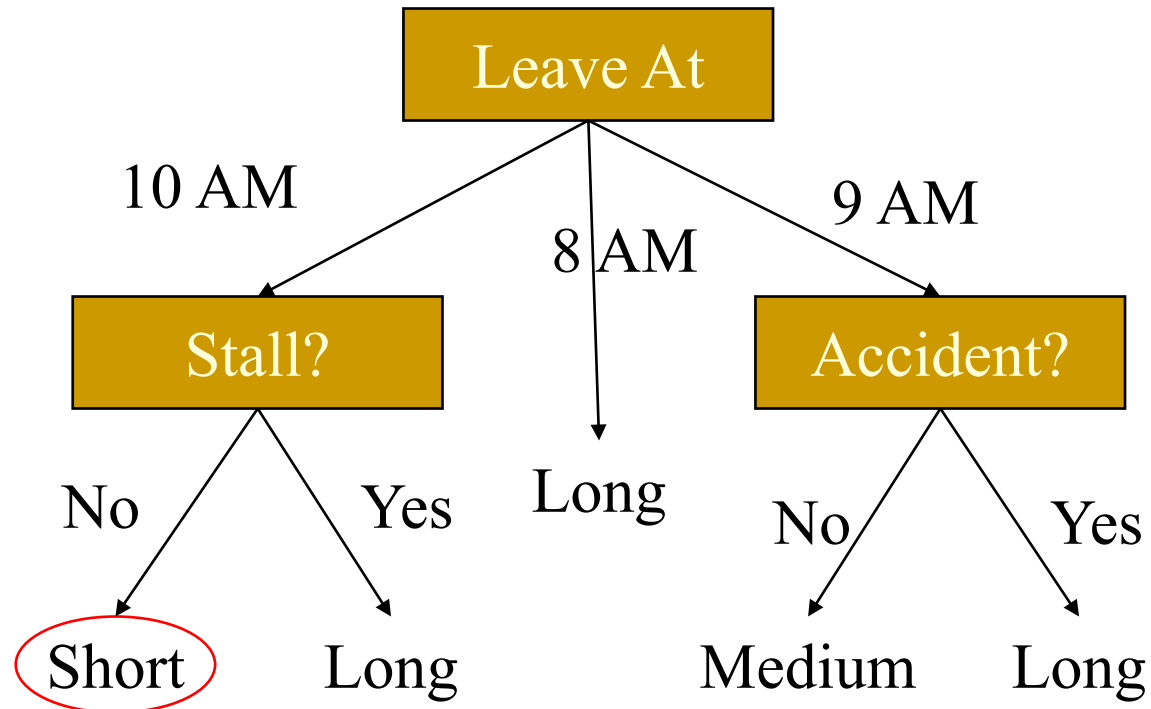 Leave At
10 AM
9 AM
8 AM
Stall?
Accident?
Long
No
Yes
No
Yes
Short
Long
Medium
Long